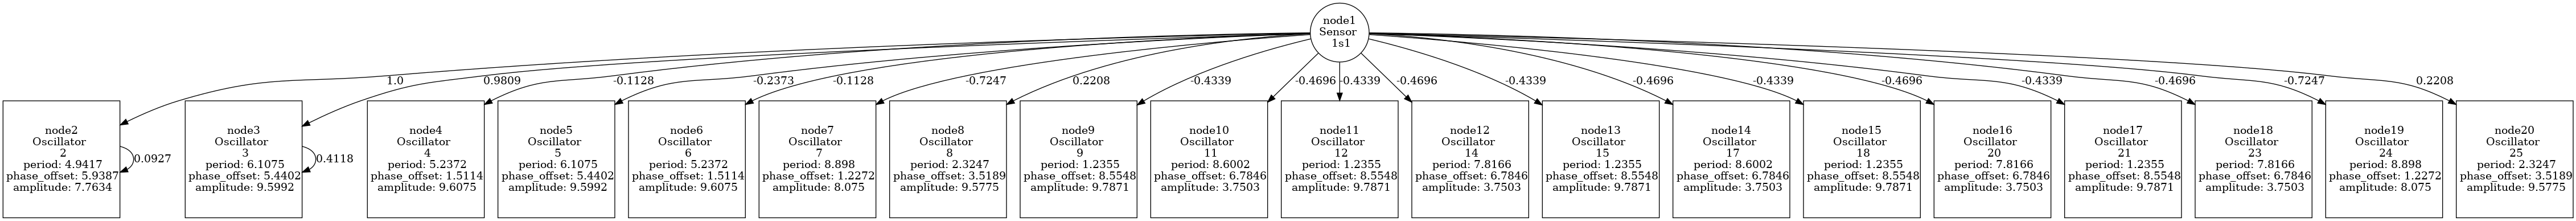 node1
Sensor
1s1
1.0
0.9809
-0.1128
-0.2373
-0.1128
-0.7247
0.2208
-0.4339
-0.4696
-0.4339
-0.4696
-0.4339
-0.4696
-0.4339
-0.4696
-0.4339
-0.4696
-0.7247
0.2208
node2
Oscillator
2
period: 4.9417
phase_offset: 5.9387
amplitude: 7.7634
0.0927
node3
Oscillator
3
period: 6.1075
phase_offset: 5.4402
amplitude: 9.5992
0.4118
node4
Oscillator
4
period: 5.2372
phase_offset: 1.5114
amplitude: 9.6075
node5
Oscillator
5
period: 6.1075
phase_offset: 5.4402
amplitude: 9.5992
node6
Oscillator
6
period: 5.2372
phase_offset: 1.5114
amplitude: 9.6075
node7
Oscillator
7
period: 8.898
phase_offset: 1.2272
amplitude: 8.075
node8
Oscillator
8
period: 2.3247
phase_offset: 3.5189
amplitude: 9.5775
node9
Oscillator
9
period: 1.2355
phase_offset: 8.5548
amplitude: 9.7871
node10
Oscillator
11
period: 8.6002
phase_offset: 6.7846
amplitude: 3.7503
node11
Oscillator
12
period: 1.2355
phase_offset: 8.5548
amplitude: 9.7871
node12
Oscillator
14
period: 7.8166
phase_offset: 6.7846
amplitude: 3.7503
node13
Oscillator
15
period: 1.2355
phase_offset: 8.5548
amplitude: 9.7871
node14
Oscillator
17
period: 8.6002
phase_offset: 6.7846
amplitude: 3.7503
node15
Oscillator
18
period: 1.2355
phase_offset: 8.5548
amplitude: 9.7871
node16
Oscillator
20
period: 7.8166
phase_offset: 6.7846
amplitude: 3.7503
node17
Oscillator
21
period: 1.2355
phase_offset: 8.5548
amplitude: 9.7871
node18
Oscillator
23
period: 7.8166
phase_offset: 6.7846
amplitude: 3.7503
node19
Oscillator
24
period: 8.898
phase_offset: 1.2272
amplitude: 8.075
node20
Oscillator
25
period: 2.3247
phase_offset: 3.5189
amplitude: 9.5775